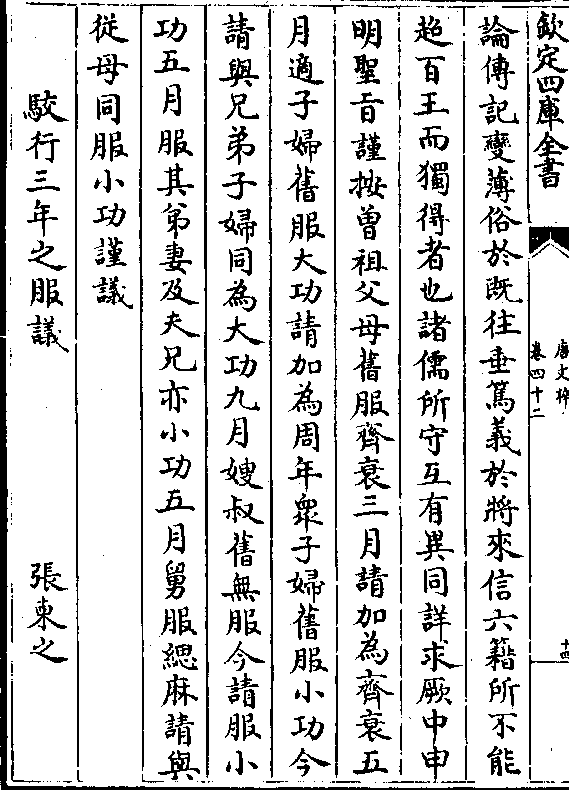 欽定四庫全書
唐文粹
卷四十二
十四
論傳記變薄俗於既往垂篤義於將來信六籍所不能
超百王而獨得者也諸儒所守互有異同詳求厥中申
明聖旨謹按曾祖父母舊服齊衰三月請加為齊衰五
月適子婦舊服大功請加為周年衆子婦舊服小功今
請與兄弟子婦同為大功九月嫂叔舊無服今請服小
功五月服其弟妻及夫兄亦小功五月舅服緦麻請與
從母同服小功謹議
駮行三年之服議
張柬之